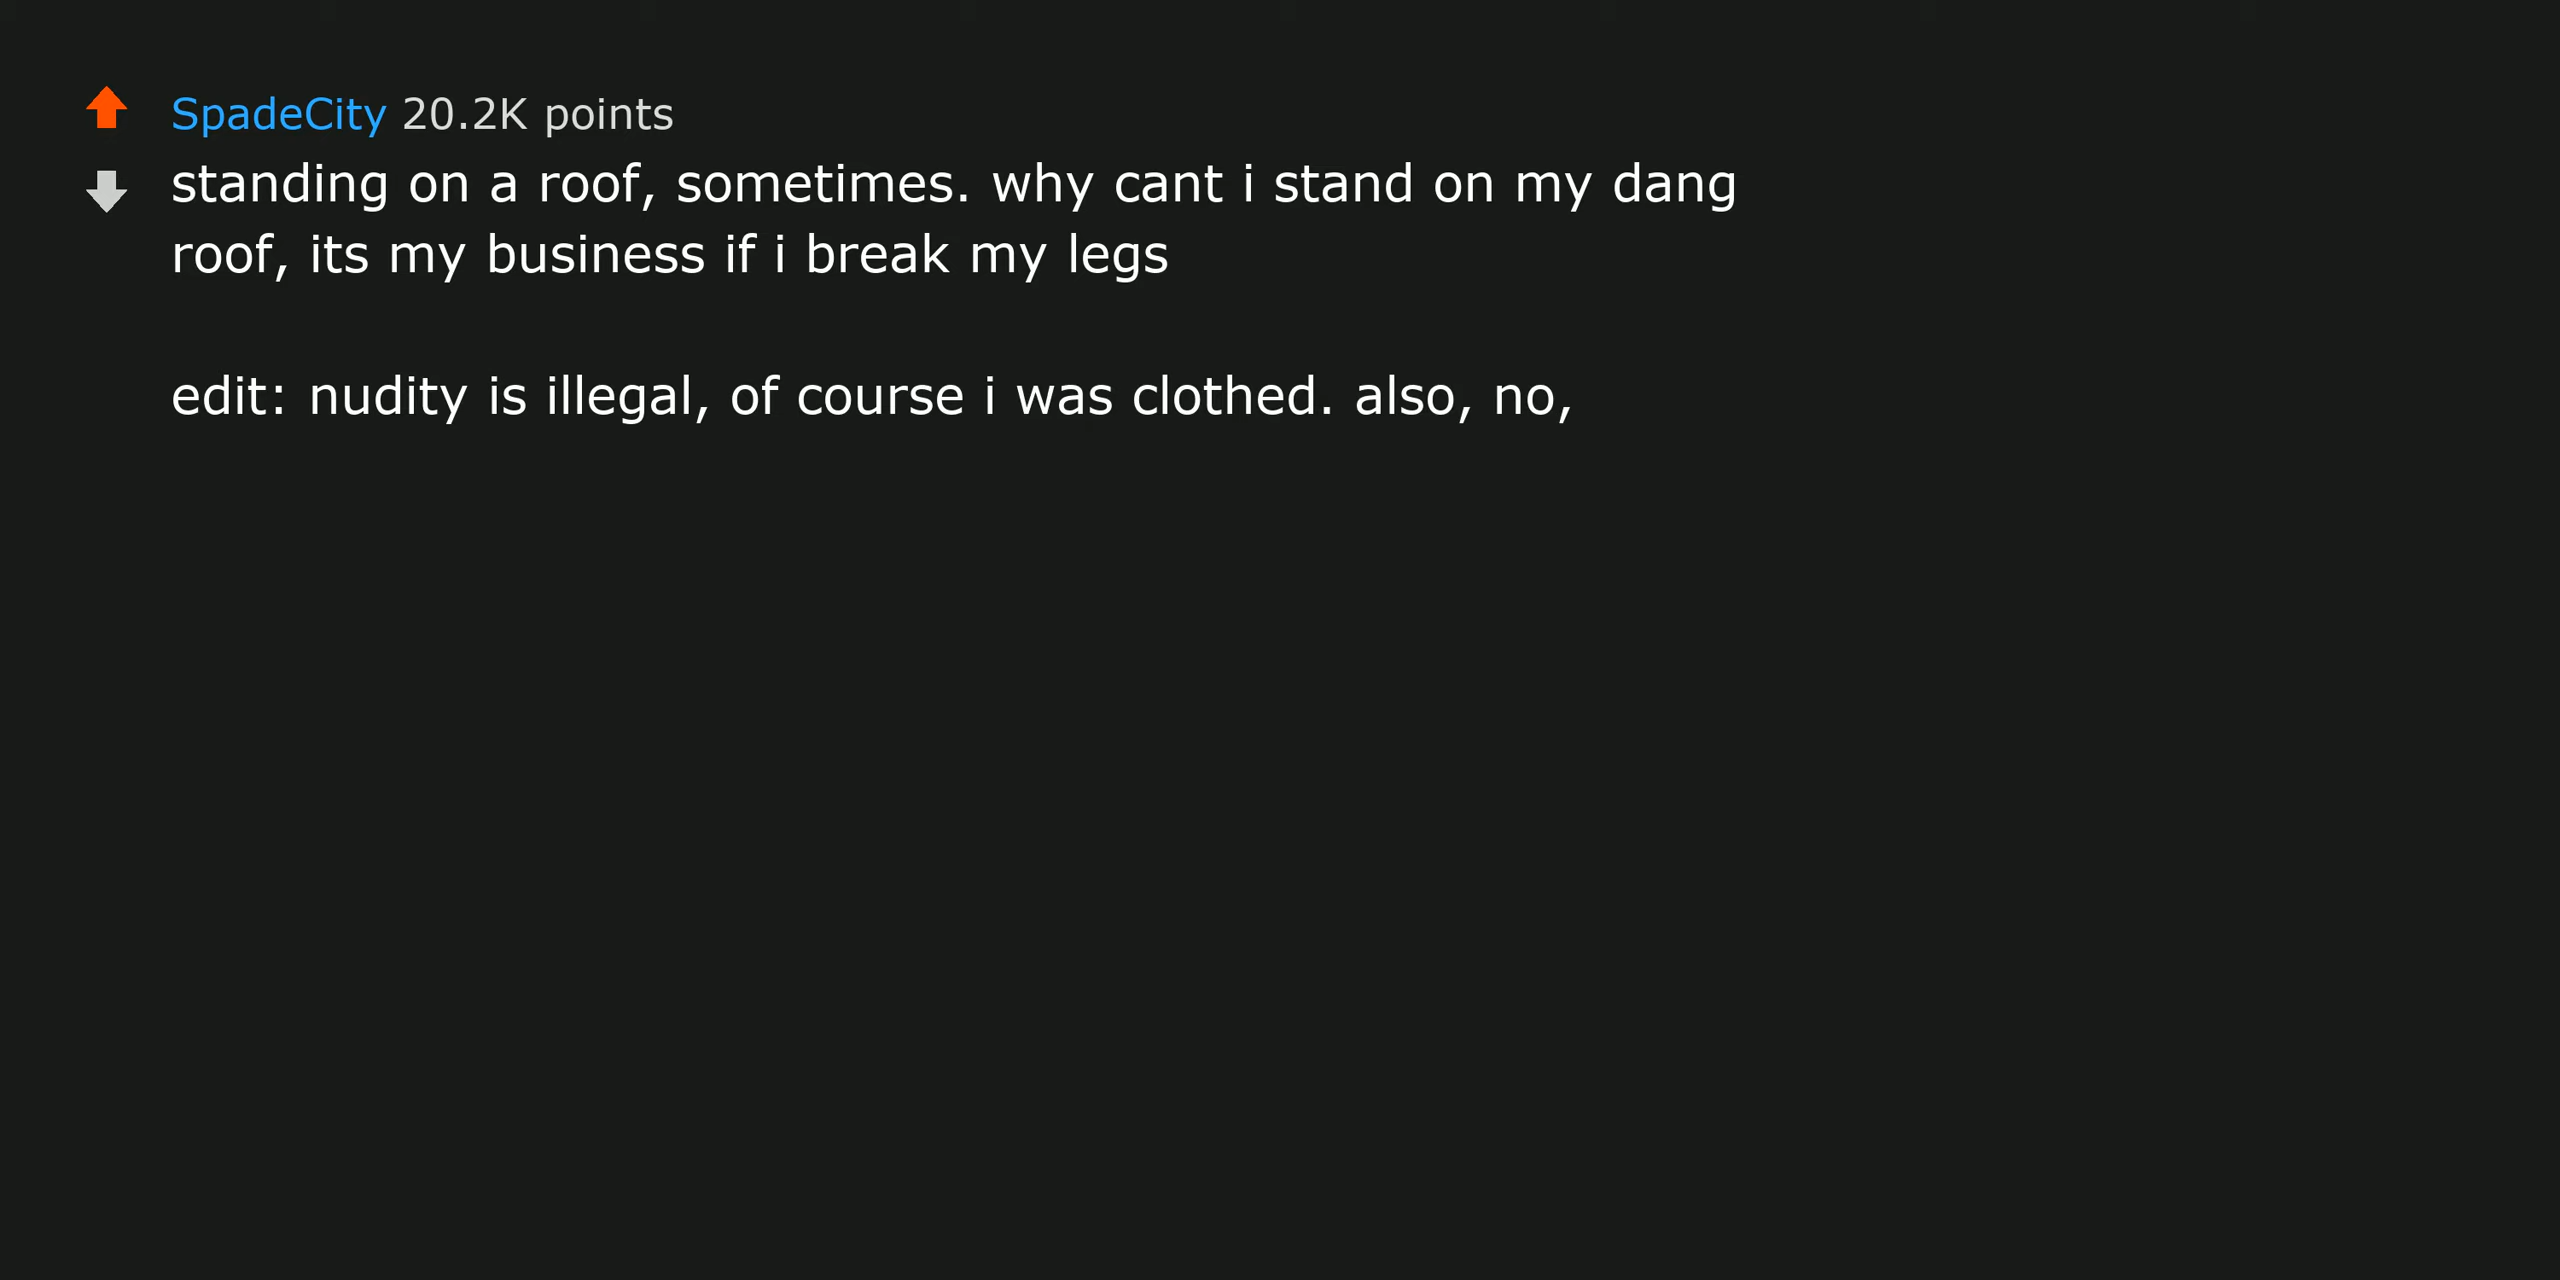 SpadeCity 20.2K points
standing on a roof, sometimes. why cant i stand on my dang
roof, its my business if i break my legs
edit: nudity is illegal, of course i was clothed. also, no,